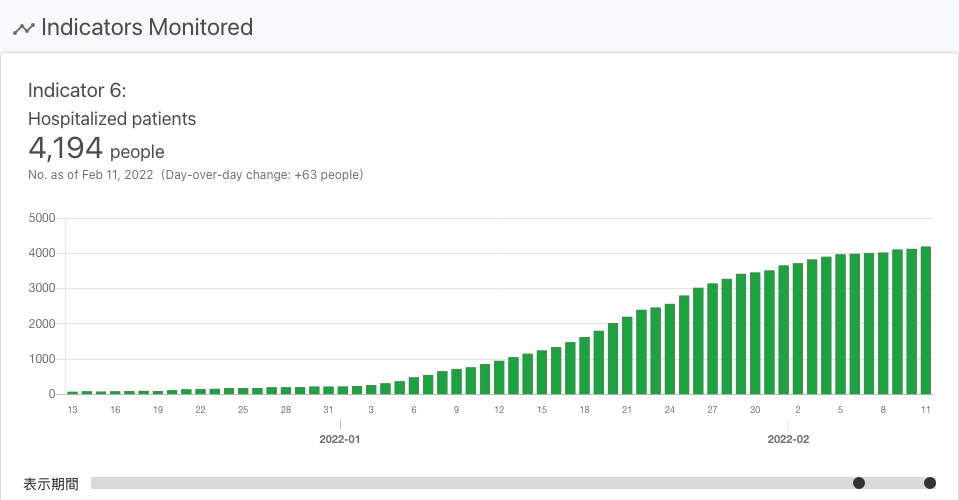 Indicators Monitored
Indicator 6:
Hospitalized patients
4,194 people
No. as of Feb 11, 2022 (Day-over-day change: +63 people)
5000
4000
3000
2000
1000
0
13 16 19 22 25 28 31 3 6 9 12 15 18 21 24 27 30 2 5 8 11
2022-01 2022-02
表示期間